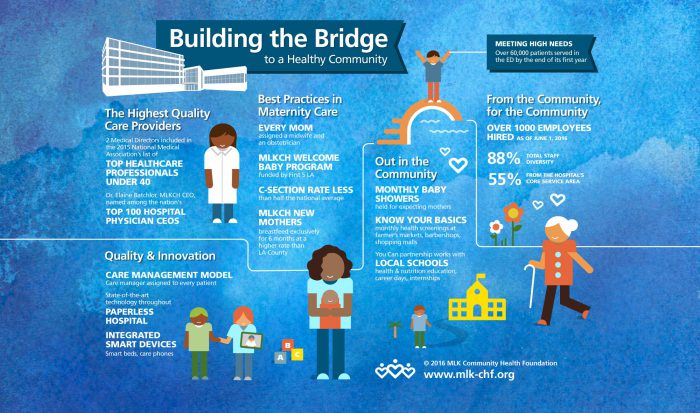 Building the Bridge
to a Healthy Community
MEETING HIGH NEEDS
Over 60,000 patients served in
the ED by the end of its first year
The Highest Quality
Care Providers
2 Medical Directors included in
the 2015 National Medical
Association's list of
TOP HEALTHCARE
PROFESSIONALS
UNDER 40
Dr. Elaine Batchlor, MLKCH CEO,
named among the nation's
TOP 100 HOSPITAL
PHYSICIAN CEOS
Best Practices in
Maternity Care
EVERY MOM
assigned a midwife and
an obstetrician
MLKCH WELCOME
BABY PROGRAM
funded by First 5 LA
C-SECTION RATE LESS
than half the national average
MLKCH NEW
MOTHERS
breastfeed exclusively
for 6 months at a
higher rate than
LA County
Out in the
Community
MONTHLY BABY
SHOWERS
held for expecting mothers
KNOW YOUR BASICS
monthly health screenings at
farmer's markets, barbershops,
shopping malls
You Can partnership works with
LOCAL SCHOOLS
health & nutrition education,
career days, internships
From the Community,
for the Community
OVER 1000 EMPLOYEES
HIRED AS OF JUNE 1, 2016
88% TOTAL STAFF
DIVERSITY
55% FROM THE HOSPITAL'S
CORE SERVICE AREA
Quality & Innovation
CARE MANAGEMENT MODEL
Care manager assigned to every patient
State-of-the-art
technology throughout
PAPERLESS
HOSPITAL
INTEGRATED
SMART DEVICES
Smart beds, care phones
A
B
C
© 2016 MLK Community Health Foundation
www.mlk-chf.org